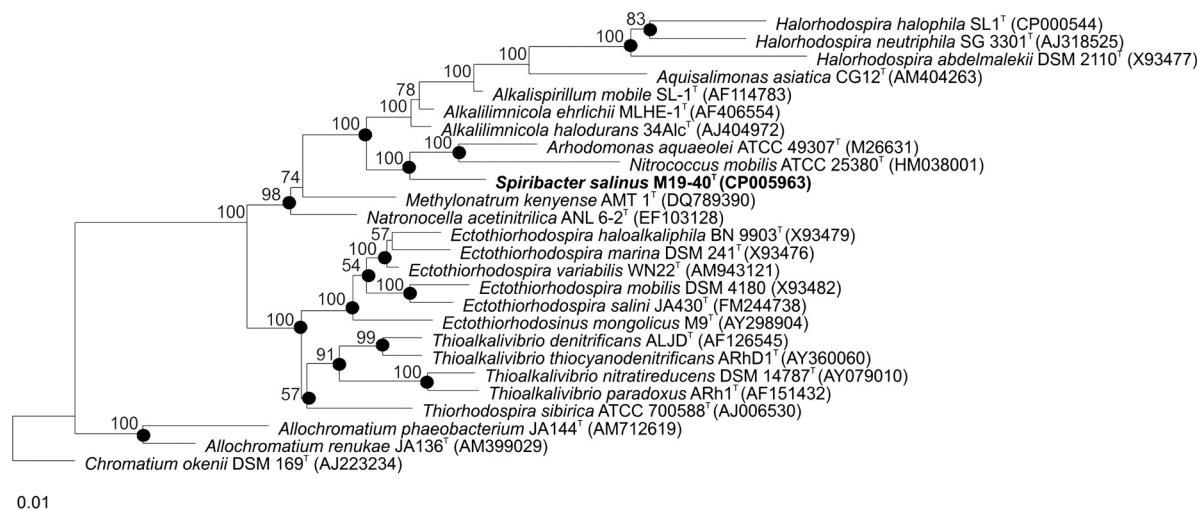 83
Halorhodospira halophila SL1ᵀ (CP000544)
100
Halorhodospira neutriphila SG 3301ᵀ (AJ318525)
Halorhodospira abdelmalekii DSM 2110ᵀ (X93477)
100
100
Aquisalimonas asiatica CG12ᵀ (AM404263)
78
Alkalispirillum mobile SL-1ᵀ (AF114783)
100
Alkalilimnicola ehrlichii MLHE-1ᵀ (AF406554)
100
Alkalilimnicola halodurans 34Alcᵀ (AJ404972)
100
Arhodomonas aquaeolei ATCC 49307ᵀ (M26631)
100
Nitrococcus mobilis ATCC 25380ᵀ (HM038001)
74
Spiribacter salinus M19-40ᵀ (CP005963)
98
Methylonatrum kenyense AMT 1ᵀ (DQ789390)
100
Natronocella acetinitrilica ANL 6-2ᵀ (EF103128)
57
Ectothiorhodospira haloalkaliphila BN 9903ᵀ (X93479)
100
Ectothiorhodospira marina DSM 241ᵀ (X93476)
54
Ectothiorhodospira variabilis WN22ᵀ (AM943121)
100
Ectothiorhodospira mobilis DSM 4180 (X93482)
100
Ectothiorhodospira salini JA430ᵀ (FM244738)
100
Ectothiorhodosinus mongolicus M9ᵀ (AY298904)
99
Thioalkalivibrio denitrificans ALJDᵀ (AF126545)
91
Thioalkalivibrio thiocyanodenitrificans ARhD1ᵀ (AY360060)
100
Thioalkalivibrio nitratireducens DSM 14787ᵀ (AY079010)
57
Thioalkalivibrio paradoxus ARh1ᵀ (AF151432)
Thiorhodospira sibirica ATCC 700588ᵀ (AJ006530)
100
Allochromatium phaeobacterium JA144ᵀ (AM712619)
Allochromatium renukae JA136ᵀ (AM399029)
Chromatium okenii DSM 169ᵀ (AJ223234)
0.01